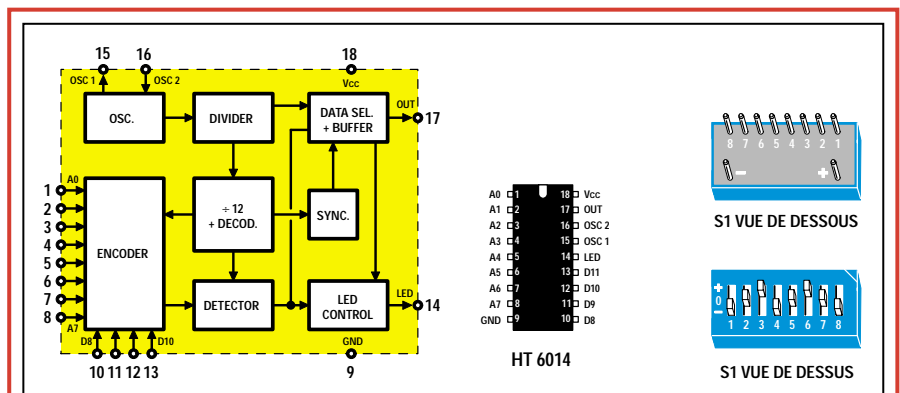 15 16 18
OSC 1 OSC 2 Vcc
OSC. DIVIDER DATA SEL. + BUFFER OUT 17
1 A0
2
3
4
5
6
7
8 A7
ENCODER
÷ 12 + DECOD.
SYNC.
DETECTOR
LED CONTROL
LED 14
D8 D10 GND
10 11 12 13 9
A0 1 18 Vcc
A1 2 17 OUT
A2 3 16 OSC 2
A3 4 15 OSC 1
A4 5 14 LED
A5 6 13 D11
A6 7 12 D10
A7 8 11 D9
GND 9 10 D8
HT 6014
8 7 6 5 4 3 2 1
– +
S1 VUE DE DESSOUS
+
0
–
1 2 3 4 5 6 7 8
S1 VUE DE DESSUS